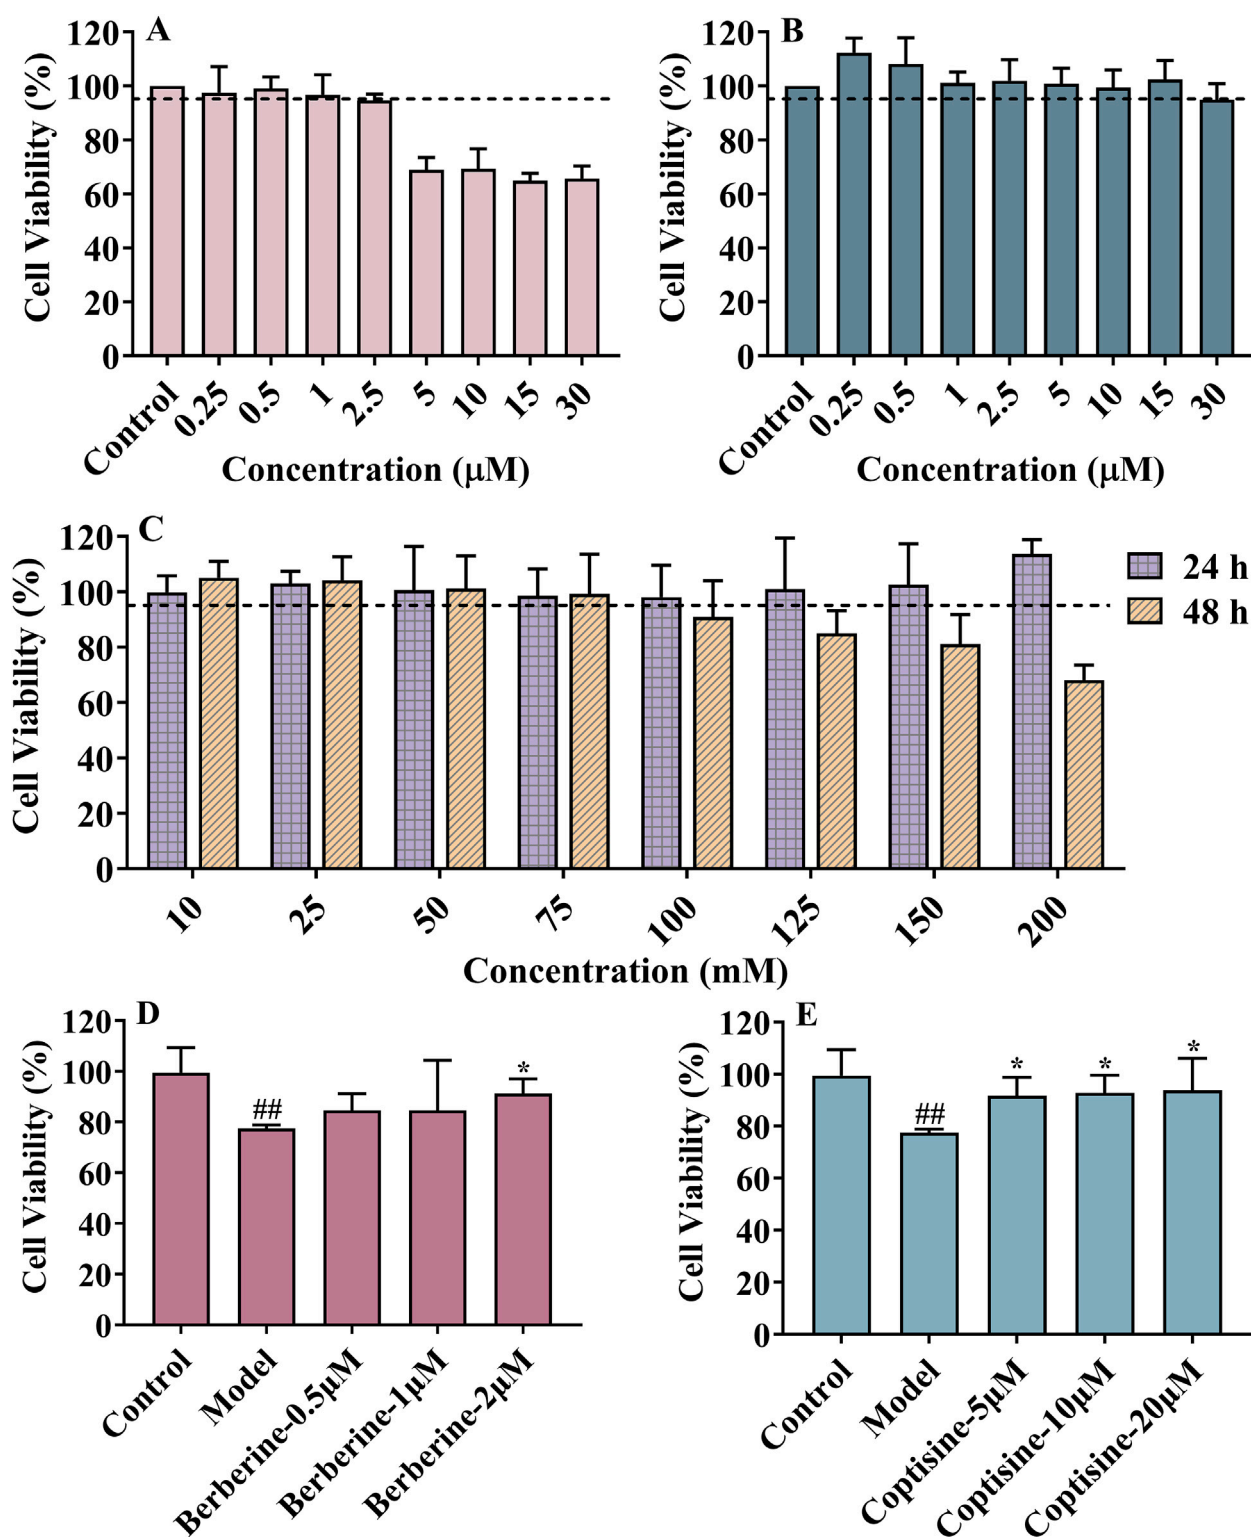 A
Cell Viability (%)
120
100
80
60
40
20
0
Control
0.25
0.5
1
2.5
5
10
15
30
Concentration (μM)
B
Cell Viability (%)
120
100
80
60
40
20
0
Control
0.25
0.5
1
2.5
5
10
15
30
Concentration (μM)
C
Cell Viability (%)
120
100
80
60
40
20
0
10
25
50
75
100
125
150
200
Concentration (mM)
24 h
48 h
D
Cell Viability (%)
120
100
80
60
40
20
0
##
*
Control
Model
Berberine-0.5μM
Berberine-1μM
Berberine-2μM
E
Cell Viability (%)
120
100
80
60
40
20
0
##
*
*
*
Control
Model
Coptisine-5μM
Coptisine-10μM
Coptisine-20μM